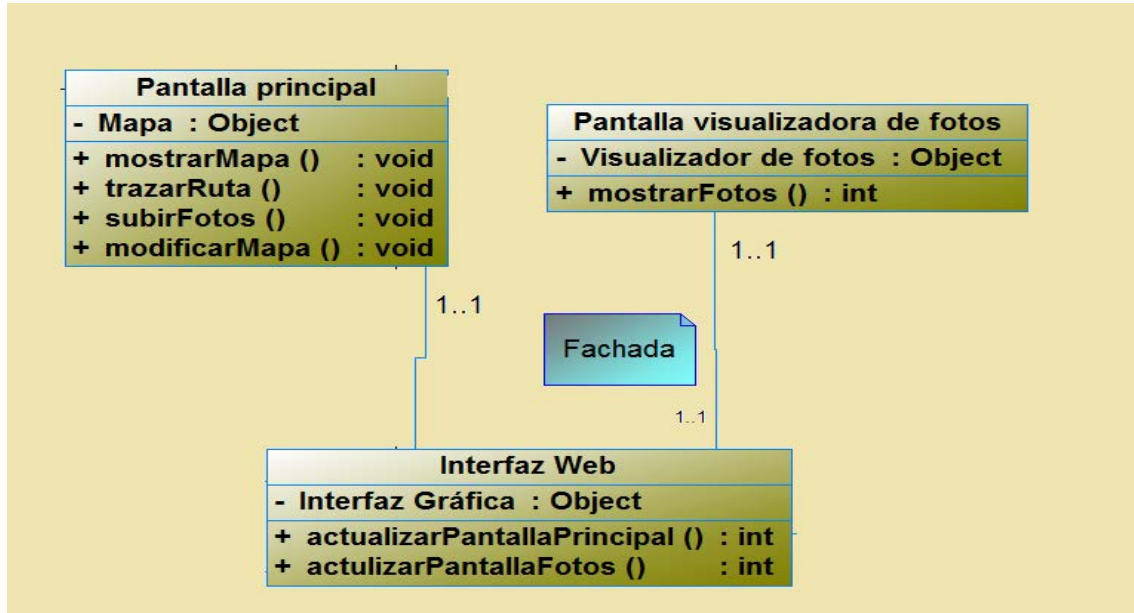 Pantalla principal
- Mapa : Object
+ mostrarMapa () : void
+ trazarRuta () : void
+ subirFotos () : void
+ modificarMapa () : void
Pantalla visualizadora de fotos
- Visualizador de fotos : Object
+ mostrarFotos () : int
1..1
1..1
Fachada
1..1
Interfaz Web
- Interfaz Gráfica : Object
+ actualizarPantallaPrincipal () : int
+ actulizarPantallaFotos () : int